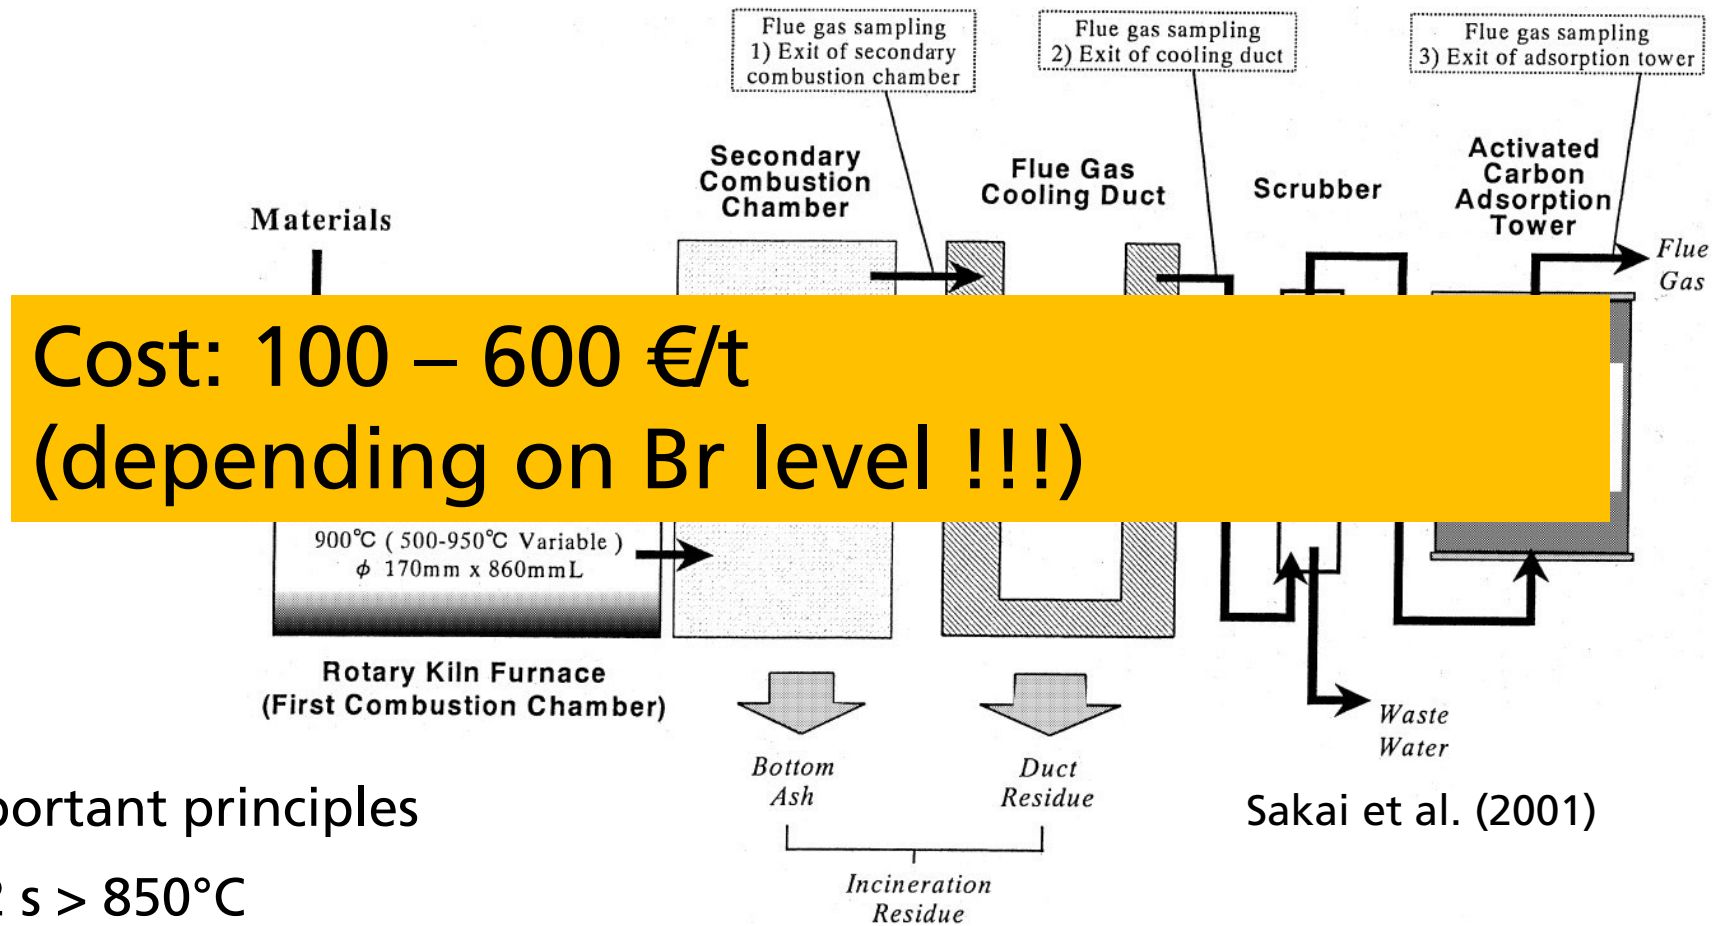 Flue gas sampling
1) Exit of secondary
combustion chamber
Flue gas sampling
2) Exit of cooling duct
Flue gas sampling
3) Exit of adsorption tower
Materials
Secondary
Combustion
Chamber
Flue Gas
Cooling Duct
Scrubber
Activated
Carbon
Adsorption
Tower
Flue
Gas
Cost: 100 – 600 €/t
(depending on Br level !!!)
900°C ( 500-950°C Variable )
ϕ 170mm x 860mmL
Rotary Kiln Furnace
(First Combustion Chamber)
Bottom
Ash
Duct
Residue
Waste
Water
Incineration
Residue
portant principles
2 s > 850°C
Sakai et al. (2001)